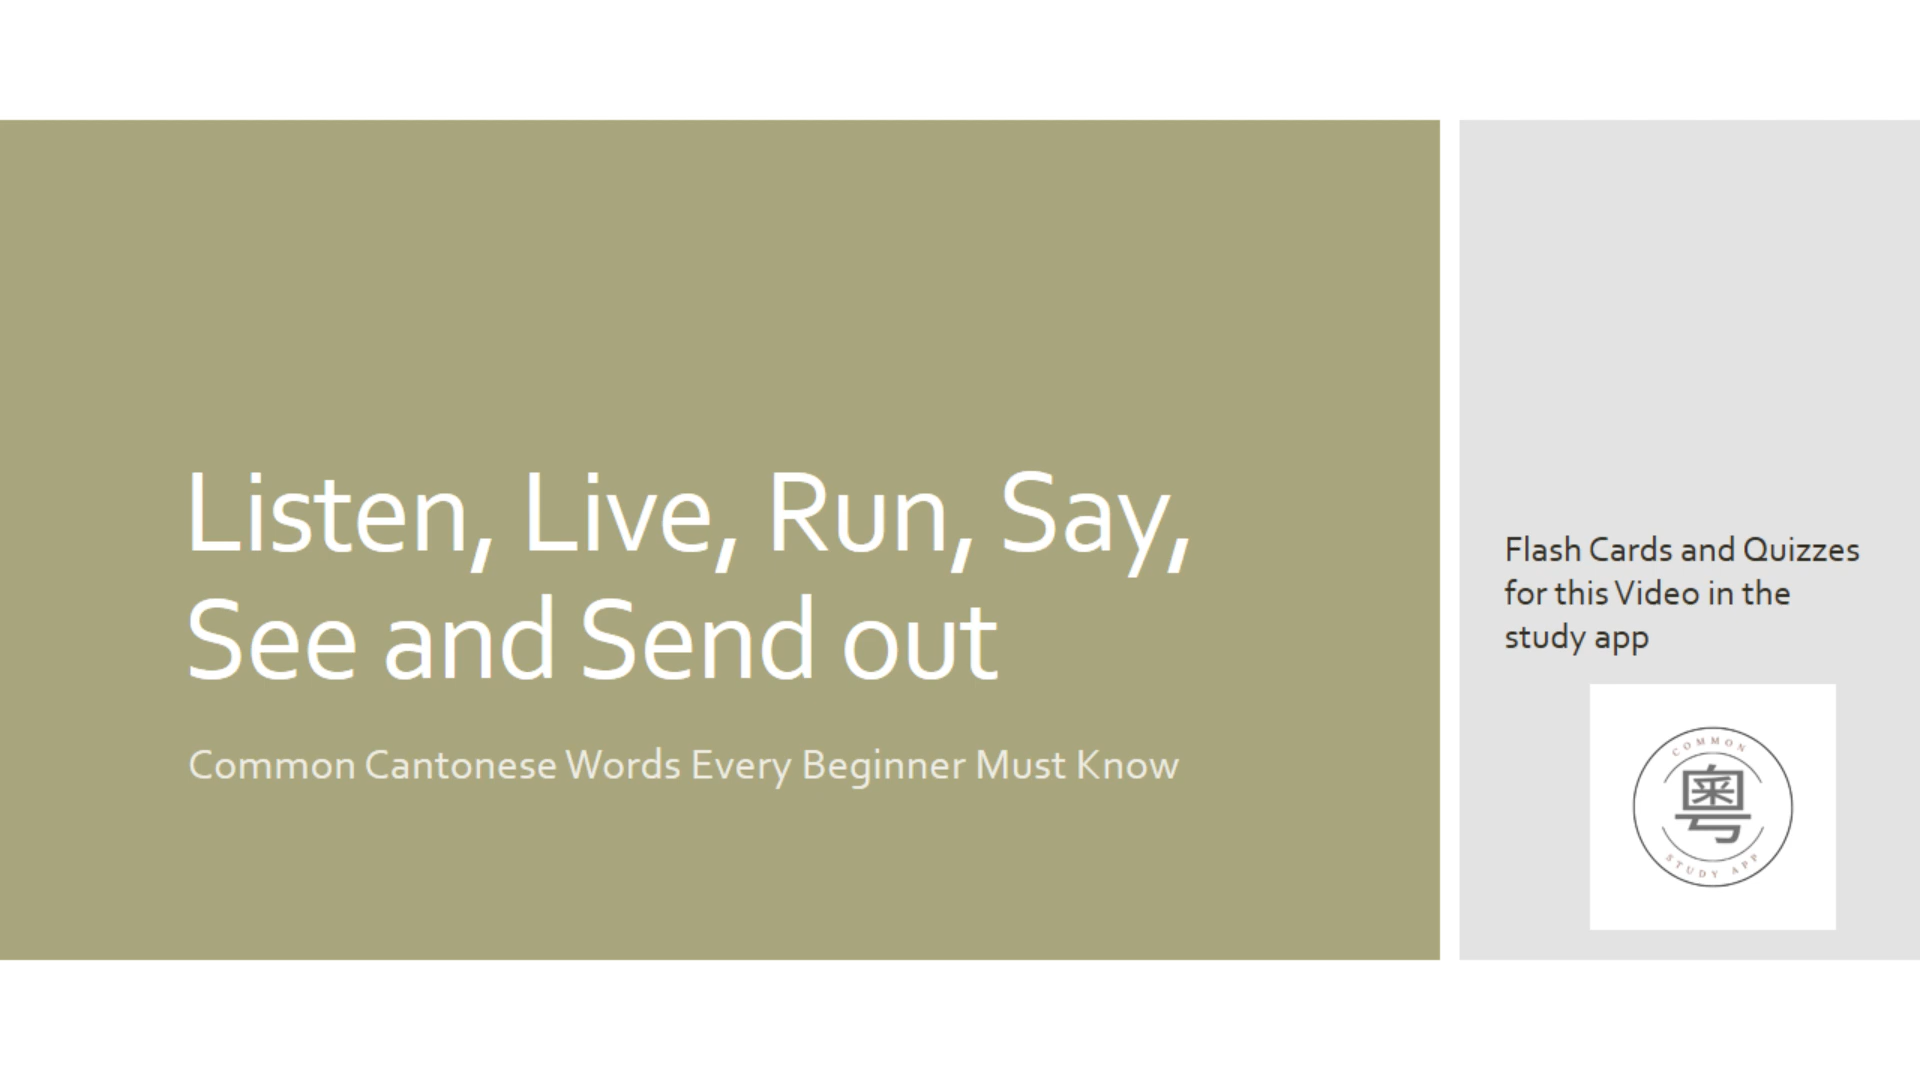 Listen, Live, Run, Say,
See and Send out
Common Cantonese Words Every Beginner Must Know
Flash Cards and Quizzes
for this Video in the
study app
COMMON
粵
STUDY APP